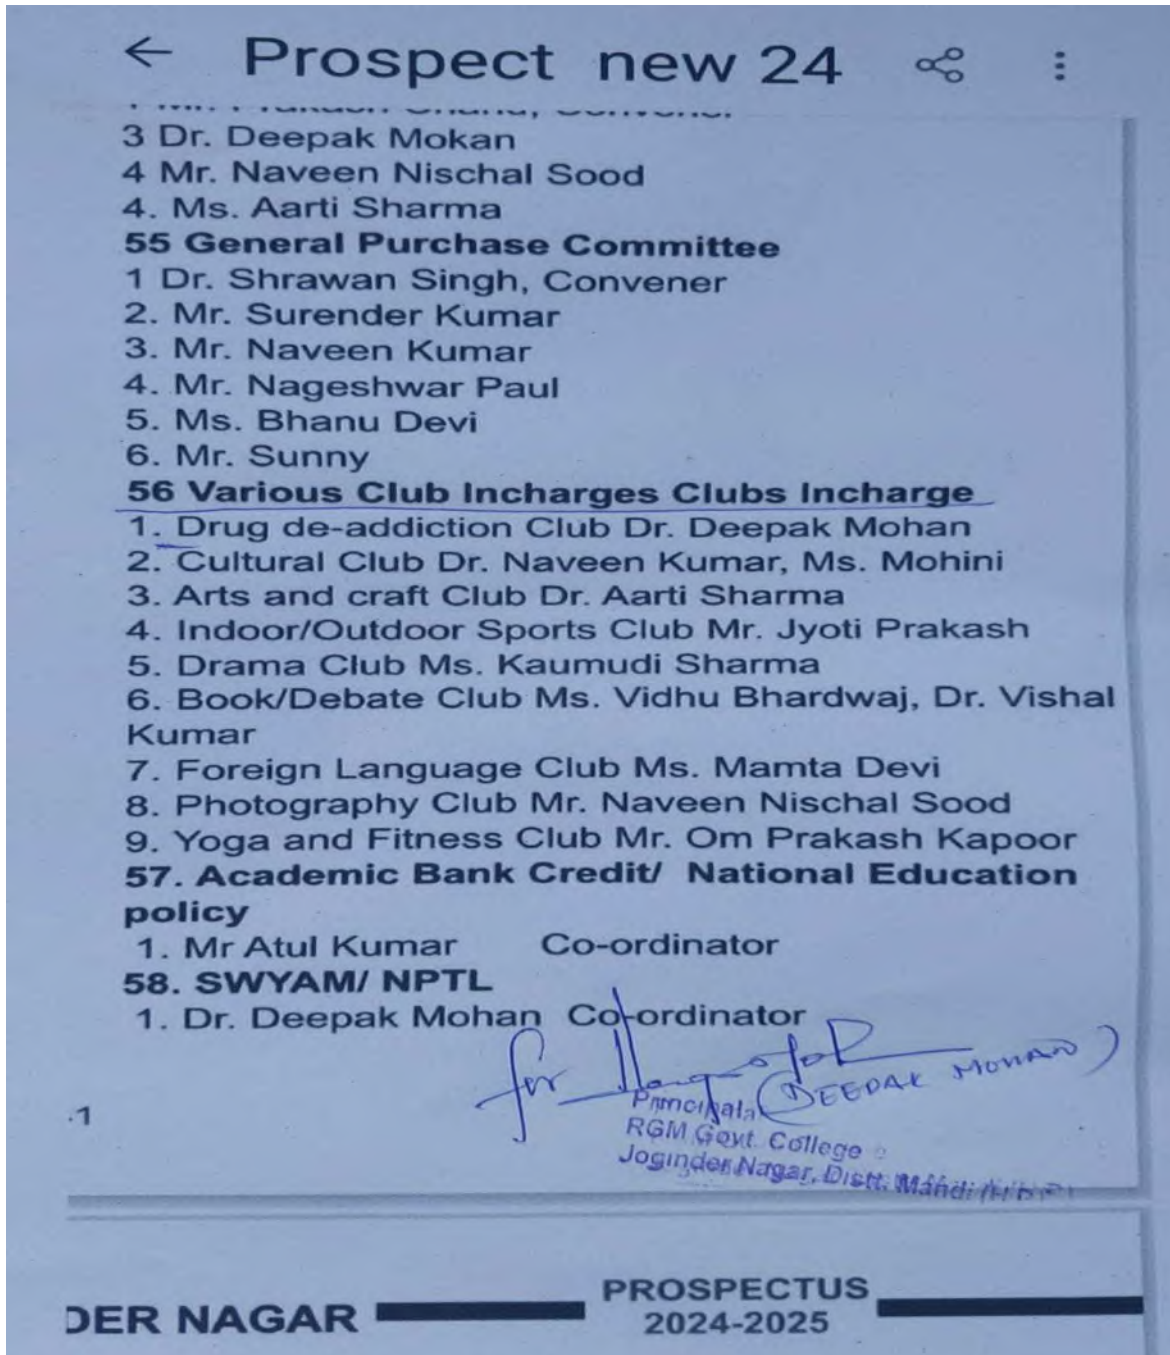 Prospect new 24
3 Dr. Deepak Mokan
4 Mr. Naveen Nischal Sood
4. Ms. Aarti Sharma
55 General Purchase Committee
1 Dr. Shrawan Singh, Convener
2. Mr. Surender Kumar
3. Mr. Naveen Kumar
4. Mr. Nageshwar Paul
5. Ms. Bhanu Devi
6. Mr. Sunny
56 Various Club Incharges Clubs Incharge
1. Drug de-addiction Club Dr. Deepak Mohan
2. Cultural Club Dr. Naveen Kumar, Ms. Mohini
3. Arts and craft Club Dr. Aarti Sharma
4. Indoor/Outdoor Sports Club Mr. Jyoti Prakash
5. Drama Club Ms. Kaumudi Sharma
6. Book/Debate Club Ms. Vidhu Bhardwaj, Dr. Vishal
Kumar
7. Foreign Language Club Ms. Mamta Devi
8. Photography Club Mr. Naveen Nischal Sood
9. Yoga and Fitness Club Mr. Om Prakash Kapoor
57. Academic Bank Credit/ National Education
policy
1. Mr Atul Kumar Co-ordinator
58. SWYAM/ NPTL
1. Dr. Deepak Mohan Co-ordinator
for
(DEEPAK MOHAN)
Principal
RGM Govt. College
Joginder Nagar, Distt. Mandi (H.P.)
.1
DER NAGAR
PROSPECTUS
2024-2025